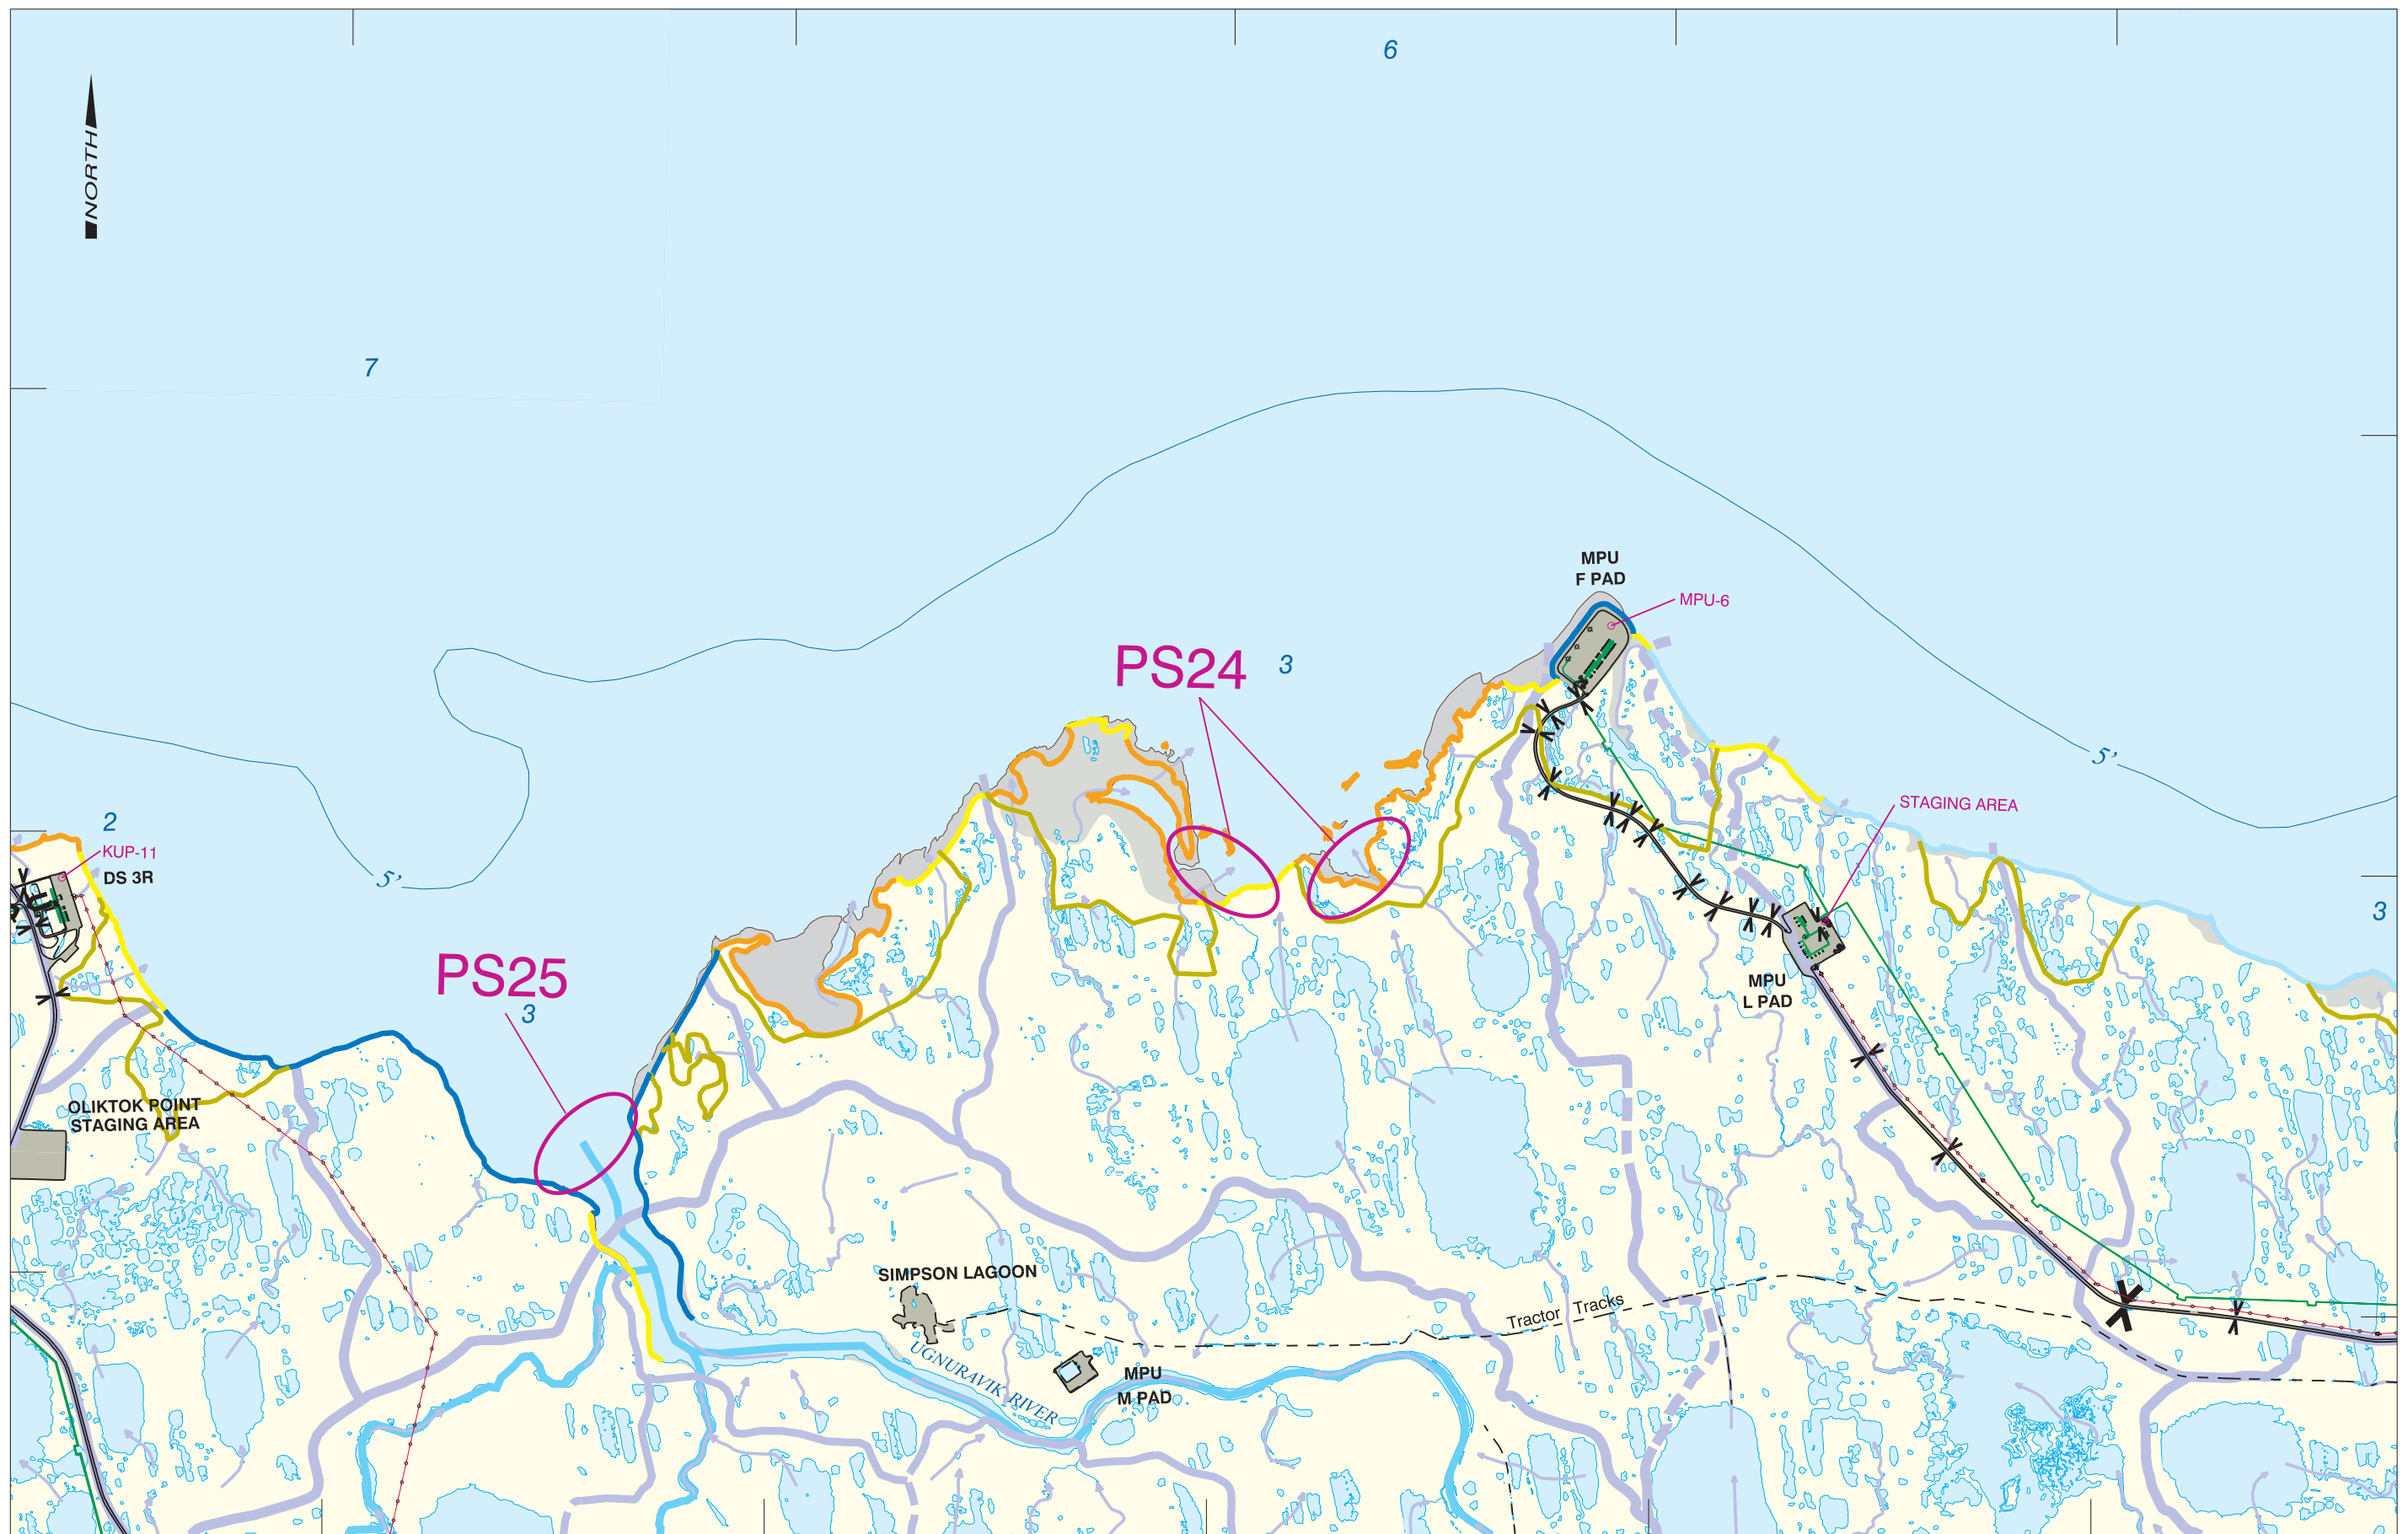 6
NORTH
7
MPU
F PAD
MPU-6
PS24
3
5'
STAGING AREA
2
KUP-11
DS 3R
5'
3
PS25
3
MPU
L PAD
OLIKTOK POINT
STAGING AREA
SIMPSON LAGOON
Tractor Tracks
UGNURAVIK RIVER
MPU
M PAD